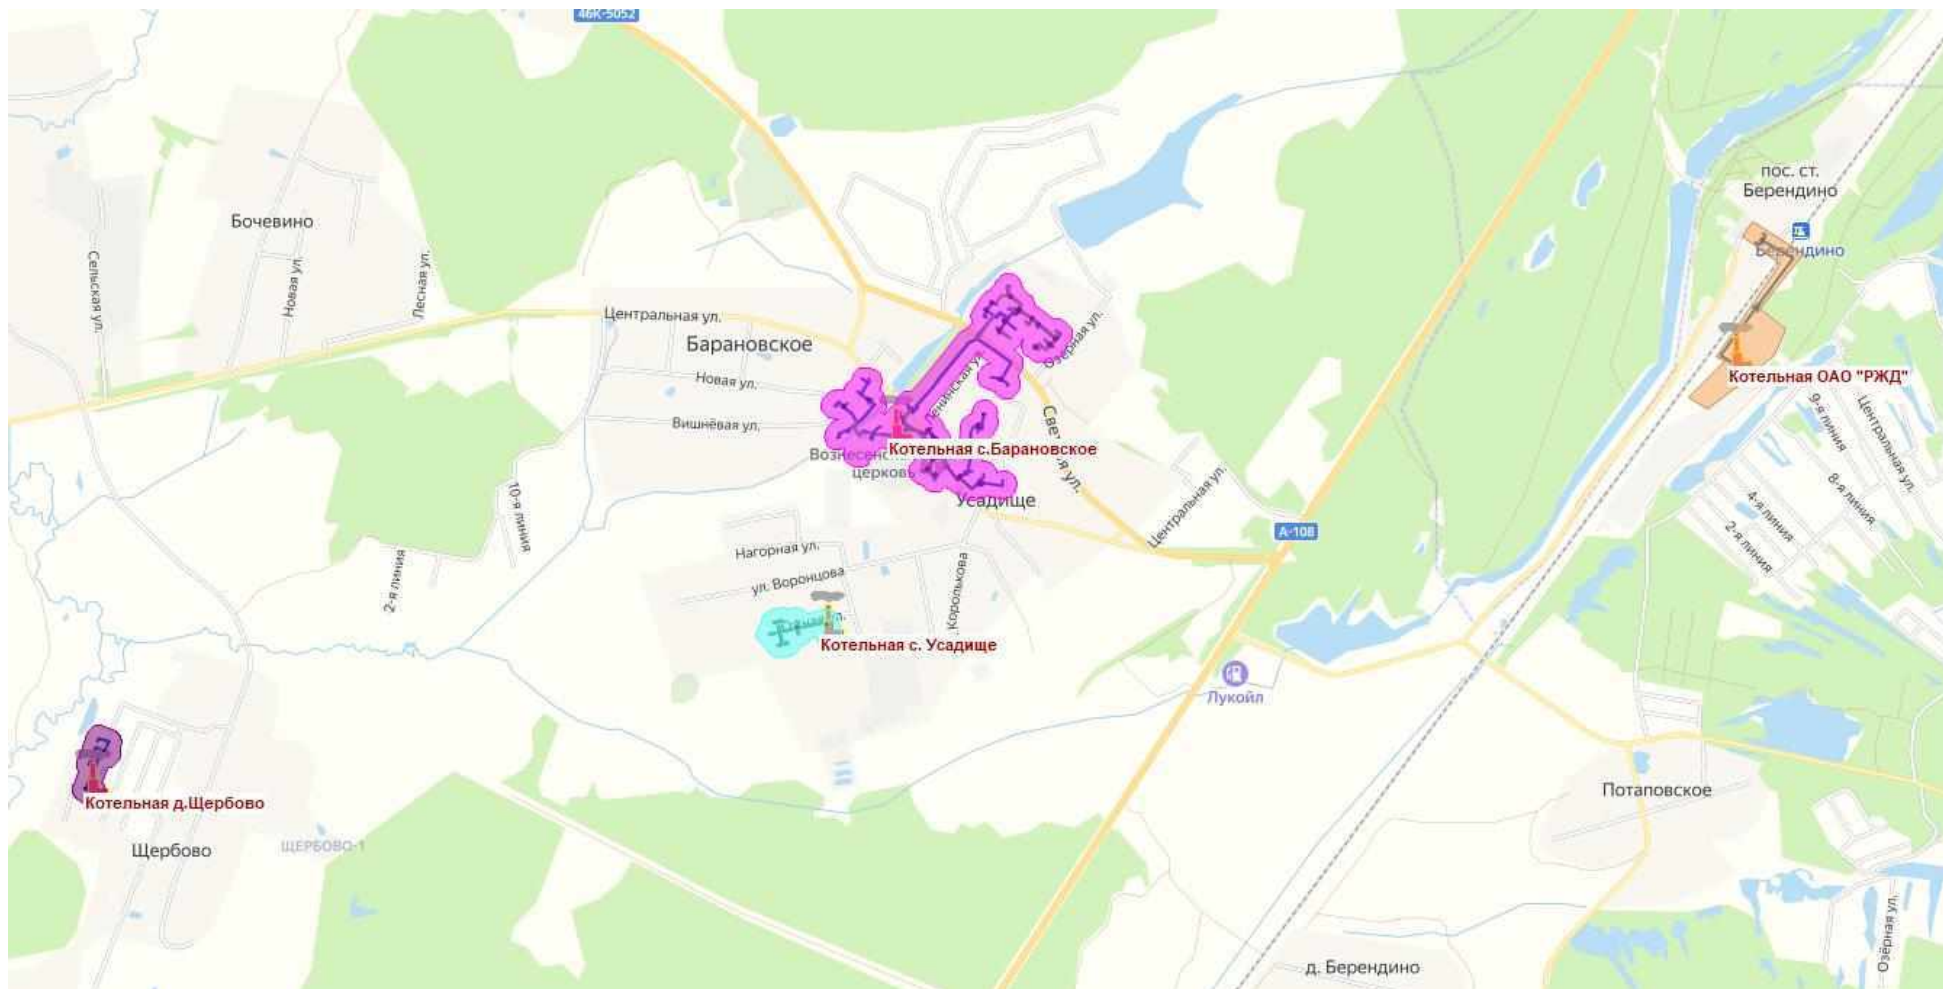 46К-5052
пос. ст.
Берендино
Бочевино
Берендино
Сельская ул.
Новая ул.
Лесная ул.
Центральная ул.
Барановское
Озёрная ул.
Котельная ОАО "РЖД"
Новая ул.
Вишнёвая ул.
Котельная с.Барановское
церковь
Усадище
9-я линия
Центральная ул.
8-я линия
4-я линия
2-я линия
10-я линия
Центральная ул.
А-108
Нагорная ул.
ул. Воронцова
2-я линия
Королькова
Котельная с. Усадище
Лукойл
Котельная д.Щербово
Потаповское
Щербово
ЩЕРБОВО-1
Озёрная ул.
д. Берендино